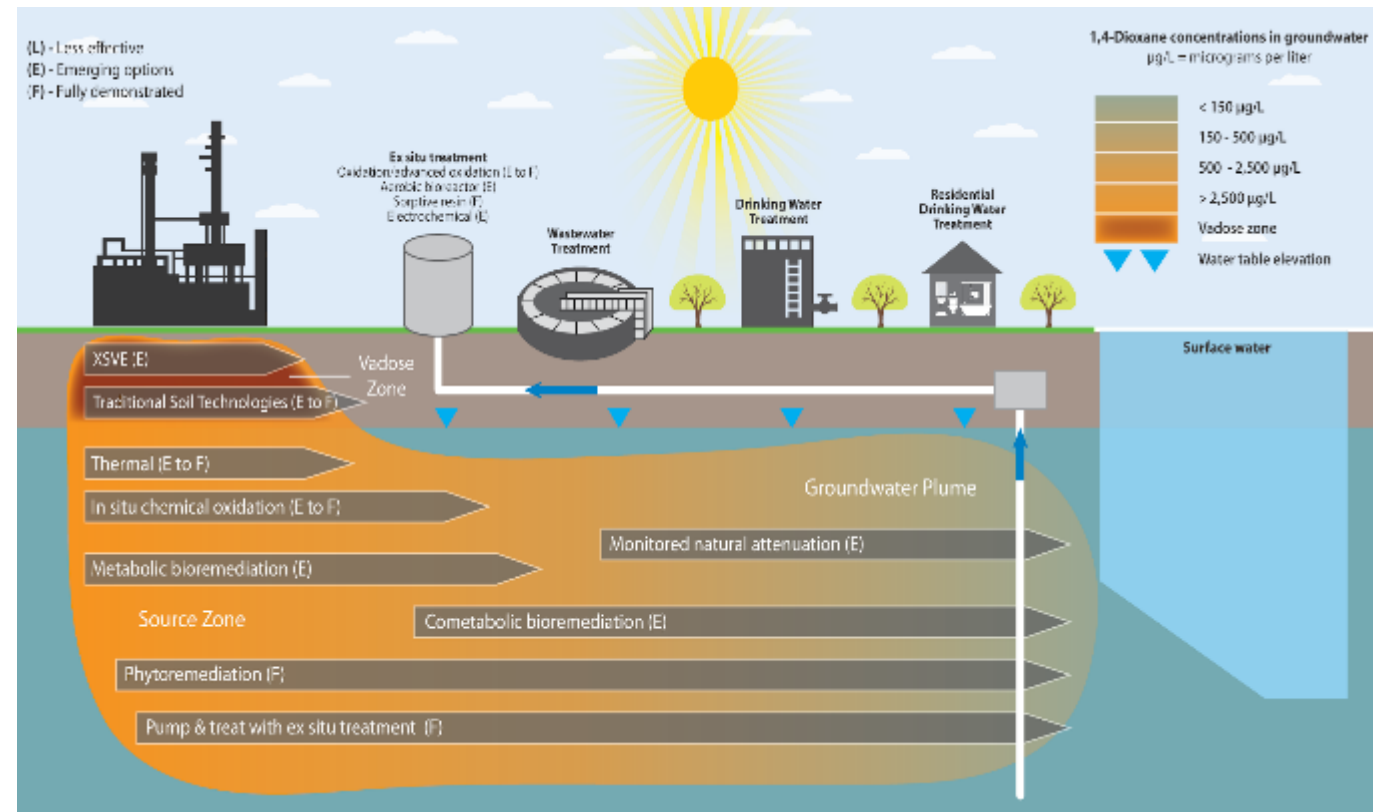 (L) - Less effective
(E) - Emerging options
(F) - Fully demonstrated
1,4-Dioxane concentrations in groundwater
µg/L = micrograms per liter
< 150 µg/L
150 - 500 µg/L
500 - 2,500 µg/L
> 2,500 µg/L
Vadose zone
Water table elevation
Ex situ treatment
Oxidation/advanced oxidation (E to F)
Aerobic bioreactor (E)
Sorptive resin (F)
Electrochemical (E)
Wastewater
Treatment
Drinking Water
Treatment
Residential
Drinking Water
Treatment
Surface water
XSVE (E)
Vadose
Zone
Traditional Soil Technologies (E to F)
Thermal (E to F)
In situ chemical oxidation (E to F)
Groundwater Plume
Monitored natural attenuation (E)
Metabolic bioremediation (E)
Source Zone
Cometabolic bioremediation (E)
Phytoremediation (F)
Pump & treat with ex situ treatment (F)